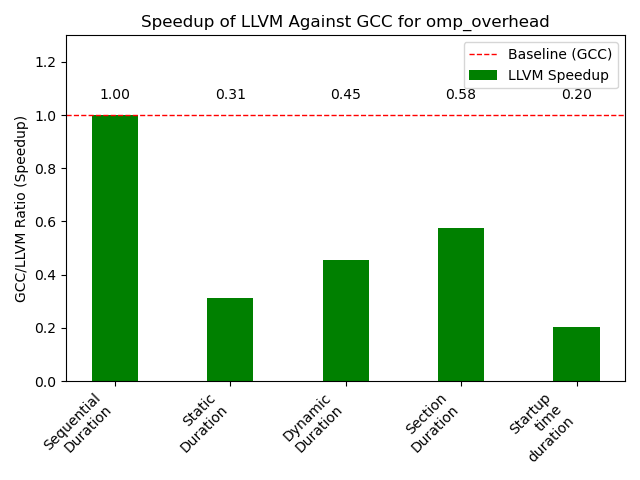 Speedup of LLVM Against GCC for omp_overhead
Baseline (GCC)
LLVM Speedup
1.00
0.31
0.45
0.58
0.20
GCC/LLVM Ratio (Speedup)
1.2
1.0
0.8
0.6
0.4
0.2
0.0
Sequential
Duration
Static
Duration
Dynamic
Duration
Section
Duration
Startup
time
duration